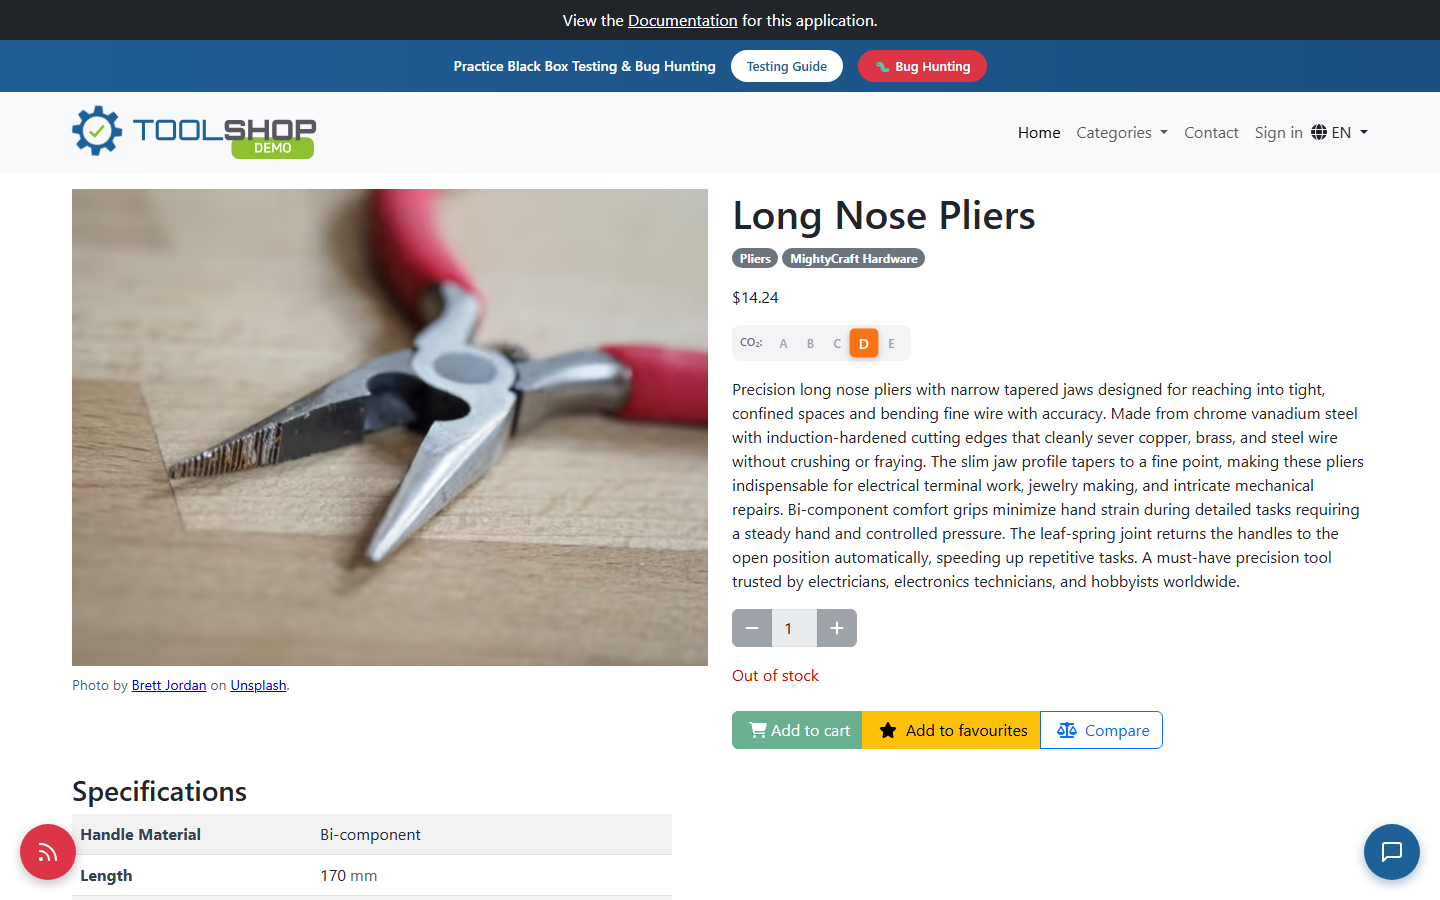 View the Documentation for this application.
Practice Black Box Testing & Bug Hunting
Testing Guide
Bug Hunting
TOOLSHOP
DEMO
Home
Categories
Contact
Sign in
EN
Long Nose Pliers
Pliers
MightyCraft Hardware
$14.24
CO₂:
A
B
C
D
E
Precision long nose pliers with narrow tapered jaws designed for reaching into tight,
confined spaces and bending fine wire with accuracy. Made from chrome vanadium steel
with induction-hardened cutting edges that cleanly sever copper, brass, and steel wire
without crushing or fraying. The slim jaw profile tapers to a fine point, making these pliers
indispensable for electrical terminal work, jewelry making, and intricate mechanical
repairs. Bi-component comfort grips minimize hand strain during detailed tasks requiring
a steady hand and controlled pressure. The leaf-spring joint returns the handles to the
open position automatically, speeding up repetitive tasks. A must-have precision tool
trusted by electricians, electronics technicians, and hobbyists worldwide.
1
Out of stock
Add to cart
Add to favourites
Compare
Photo by Brett Jordan on Unsplash.
Specifications
Handle Material Bi-component
Length 170 mm